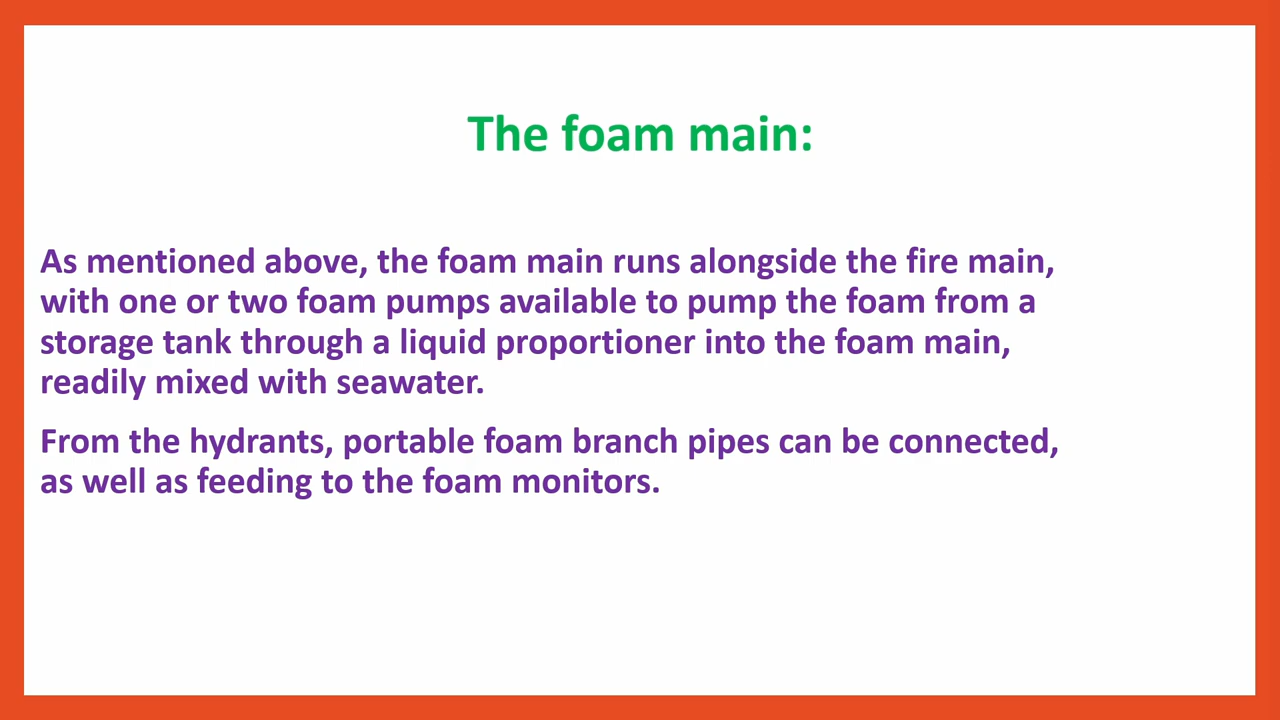 The foam main:
As mentioned above, the foam main runs alongside the fire main,
with one or two foam pumps available to pump the foam from a
storage tank through a liquid proportioner into the foam main,
readily mixed with seawater.
From the hydrants, portable foam branch pipes can be connected,
as well as feeding to the foam monitors.